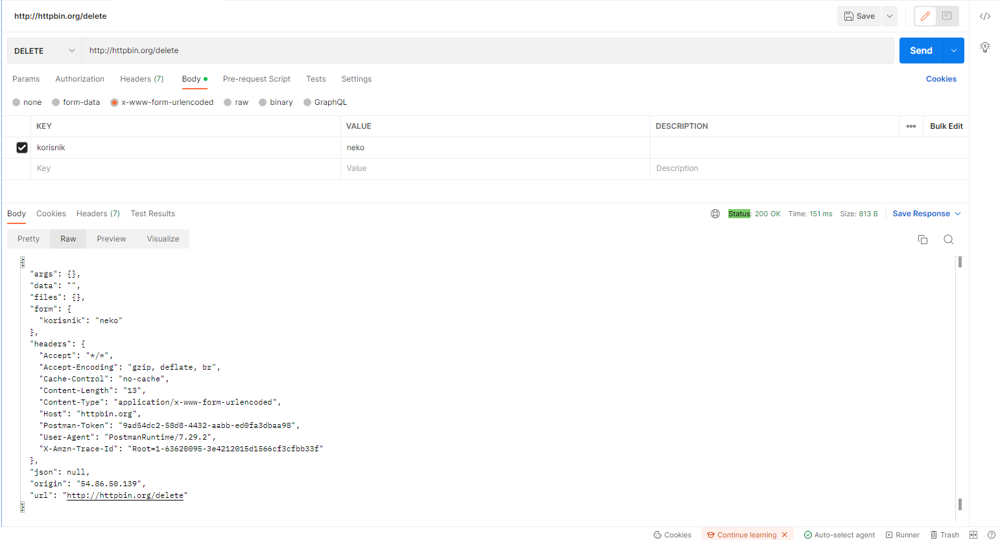 http://httpbin.org/delete
Save
DELETE http://httpbin.org/delete Send
Params Authorization Headers (7) Body Pre-request Script Tests Settings Cookies
none form-data x-www-form-urlencoded raw binary GraphQL
KEY VALUE DESCRIPTION Bulk Edit
korisnik neko
Key Value Description
Body Cookies Headers (7) Test Results Status: 200 OK Time: 151 ms Size: 813 B Save Response
Pretty Raw Preview Visualize
{
"args": {},
"data": "",
"files": {},
"form": {
"korisnik": "neko"
},
"headers": {
"Accept": "*/*",
"Accept-Encoding": "gzip, deflate, br",
"Cache-Control": "no-cache",
"Content-Length": "13",
"Content-Type": "application/x-www-form-urlencoded",
"Host": "httpbin.org",
"Postman-Token": "9ad54dc2-58d8-4432-aabb-ed0fa3dbaa98",
"User-Agent": "PostmanRuntime/7.29.2",
"X-Amzn-Trace-Id": "Root=1-63620095-3e4212015d1566cf3cfbb33f"
},
"json": null,
"origin": "54.86.50.139",
"url": "http://httpbin.org/delete"
}
Cookies Continue learning Auto-select agent Runner Trash